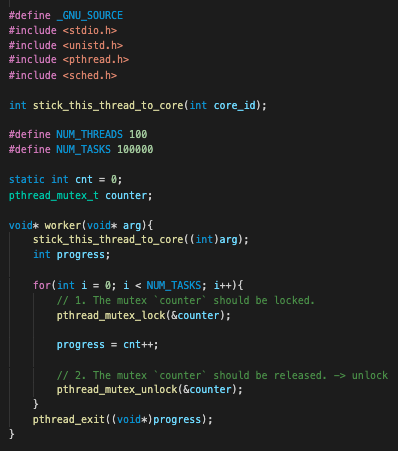 #define _GNU_SOURCE
#include <stdio.h>
#include <unistd.h>
#include <pthread.h>
#include <sched.h>

int stick_this_thread_to_core(int core_id);

#define NUM_THREADS 100
#define NUM_TASKS 100000

static int cnt = 0;
pthread_mutex_t counter;

void* worker(void* arg){
    stick_this_thread_to_core((int)arg);
    int progress;

    for(int i = 0; i < NUM_TASKS; i++){
        // 1. The mutex `counter` should be locked.
        pthread_mutex_lock(&counter);

        progress = cnt++;

        // 2. The mutex `counter` should be released. -> unlock
        pthread_mutex_unlock(&counter);
    }
    pthread_exit((void*)progress);
}